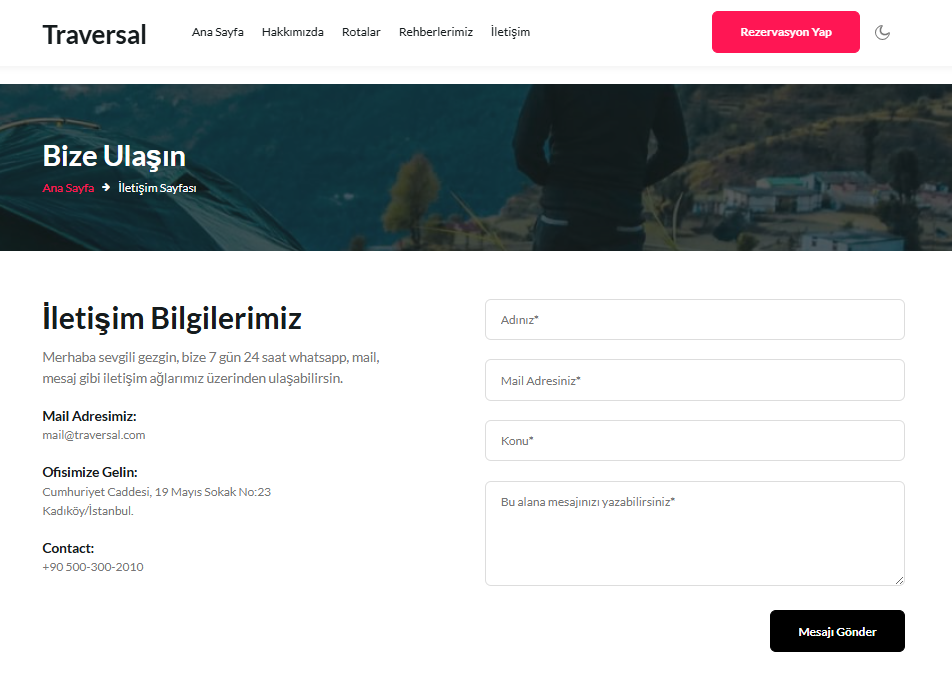 Traversal
Ana Sayfa Hakkımızda Rotalar Rehberlerimiz İletişim
Rezervasyon Yap
Bize Ulaşın
Ana Sayfa → İletişim Sayfası
İletişim Bilgilerimiz
Merhaba sevgili gezgin, bize 7 gün 24 saat whatsapp, mail,
mesaj gibi iletişim ağlarımız üzerinden ulaşabilirsin.
Mail Adresimiz:
mail@traversal.com
Ofisimize Gelin:
Cumhuriyet Caddesi, 19 Mayıs Sokak No:23
Kadıköy/İstanbul.
Contact:
+90 500-300-2010
Adınız*
Mail Adresiniz*
Konu*
Bu alana mesajınızı yazabilirsiniz*
Mesajı Gönder